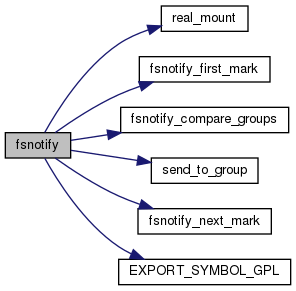 real_mount
fsnotify_first_mark
fsnotify_compare_groups
fsnotify
send_to_group
fsnotify_next_mark
EXPORT_SYMBOL_GPL